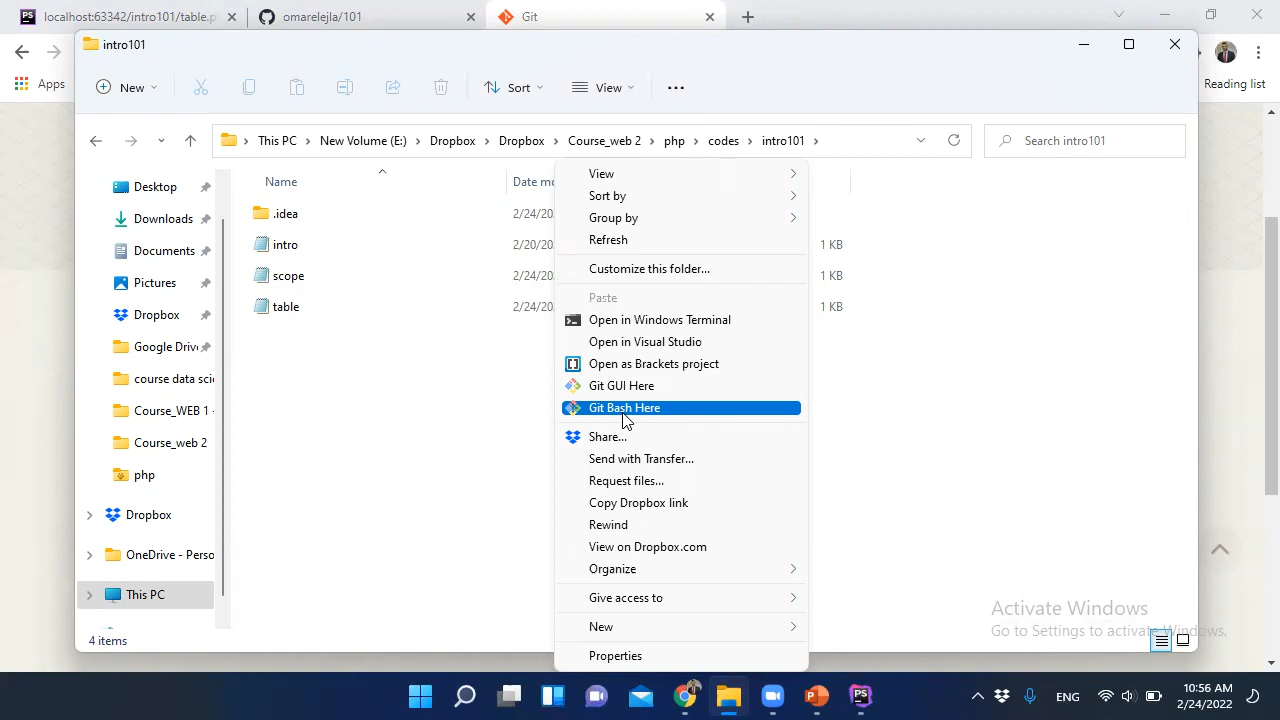 localhost:63342/intro101/table.p
omarelejla/101
Git
intro101
Apps
Reading list
New
Sort
View
This PC
New Volume (E:)
Dropbox
Dropbox
Course_web 2
php
codes
intro101
Search intro101
Name
Date mo
Desktop
Downloads
Documents
Pictures
Dropbox
Google Driv
course data scie
Course_WEB 1 -
Course_web 2
php
Dropbox
OneDrive - Perso
This PC
.idea
2/24/202
intro
2/20/202
1 KB
scope
2/24/202
1 KB
table
2/24/202
1 KB
View
Sort by
Group by
Refresh
Customize this folder...
Paste
Open in Windows Terminal
Open in Visual Studio
Open as Brackets project
Git GUI Here
Git Bash Here
Share...
Send with Transfer...
Request files...
Copy Dropbox link
Rewind
View on Dropbox.com
Organize
Give access to
New
Properties
Activate Windows
Go to Settings to activate Windows.
4 items
ENG
10:56 AM
2/24/2022